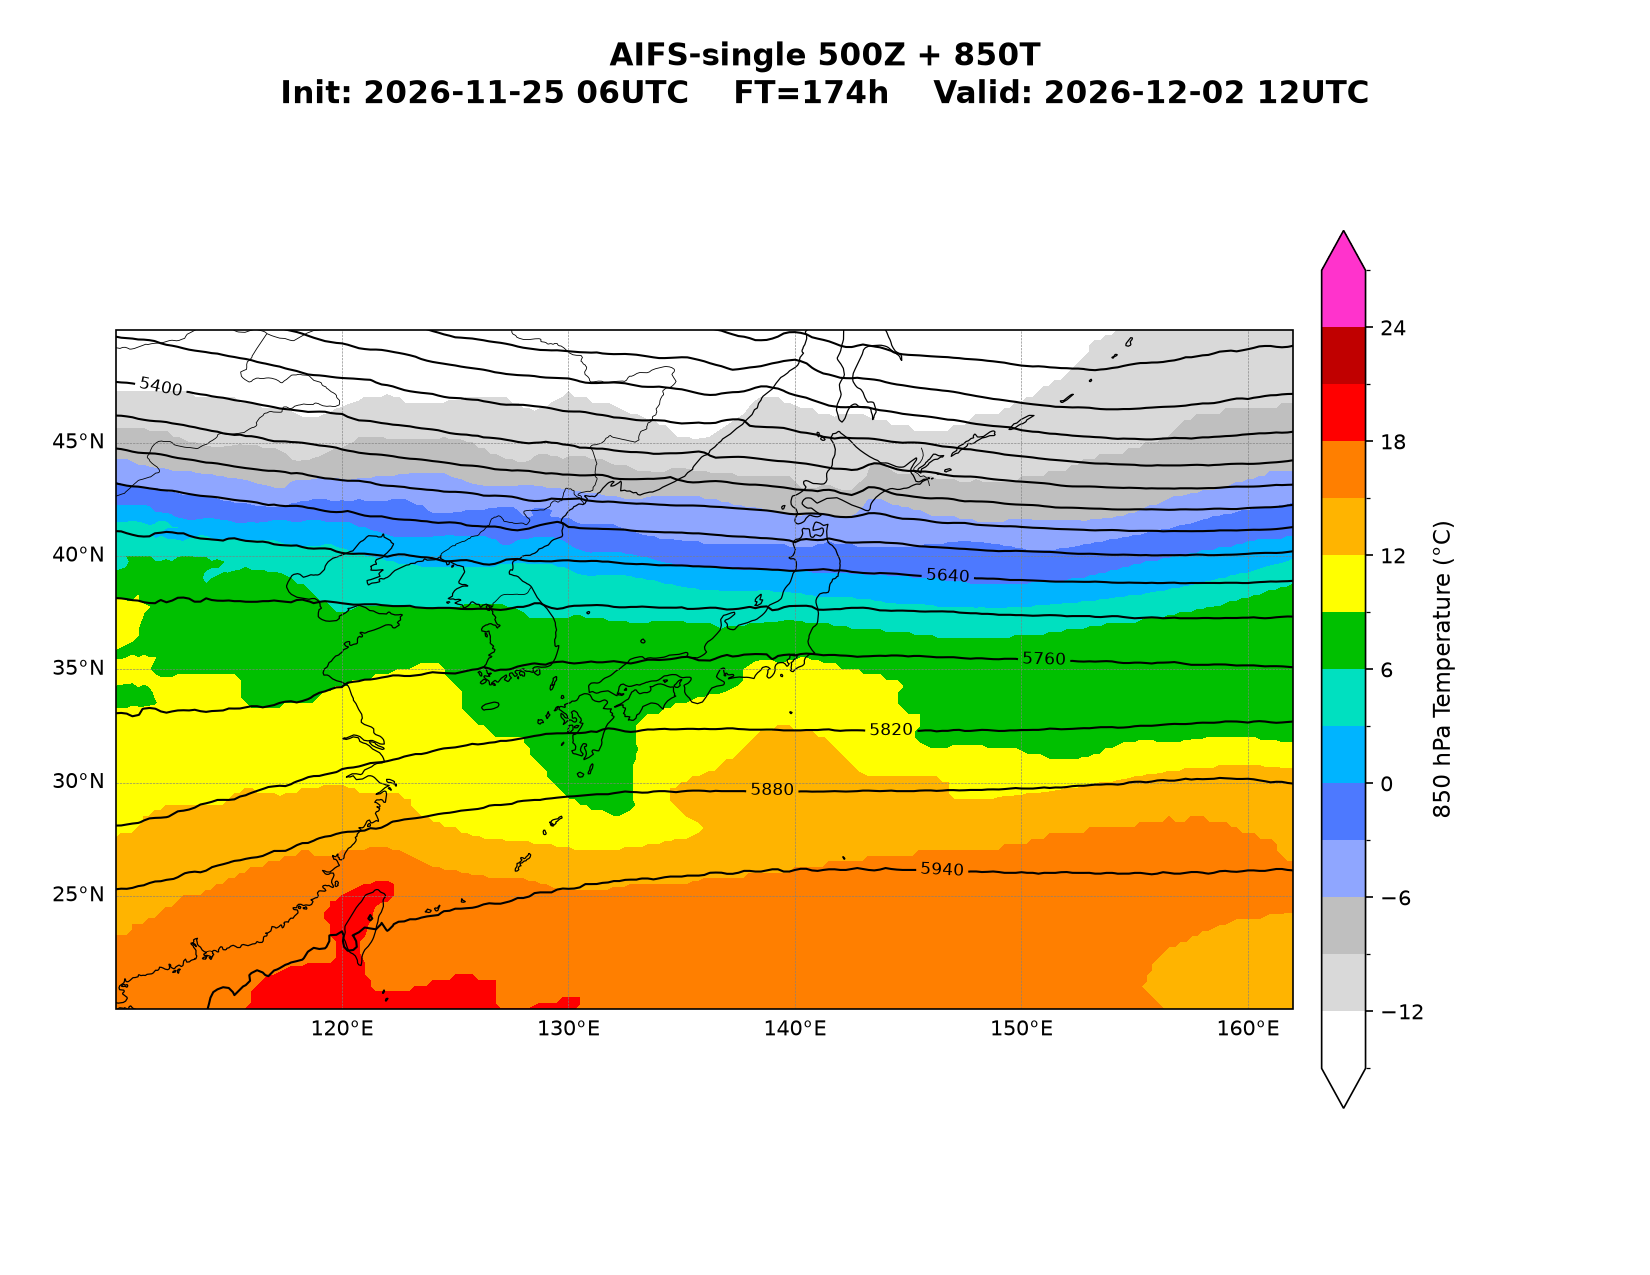 AIFS-single 500Z + 850T
Init: 2026-11-25 06UTC    FT=174h    Valid: 2026-12-02 12UTC
5400
5640
5760
5820
5880
5940
45°N
40°N
35°N
30°N
25°N
120°E
130°E
140°E
150°E
160°E
24
18
12
6
0
−6
−12
850 hPa Temperature (°C)